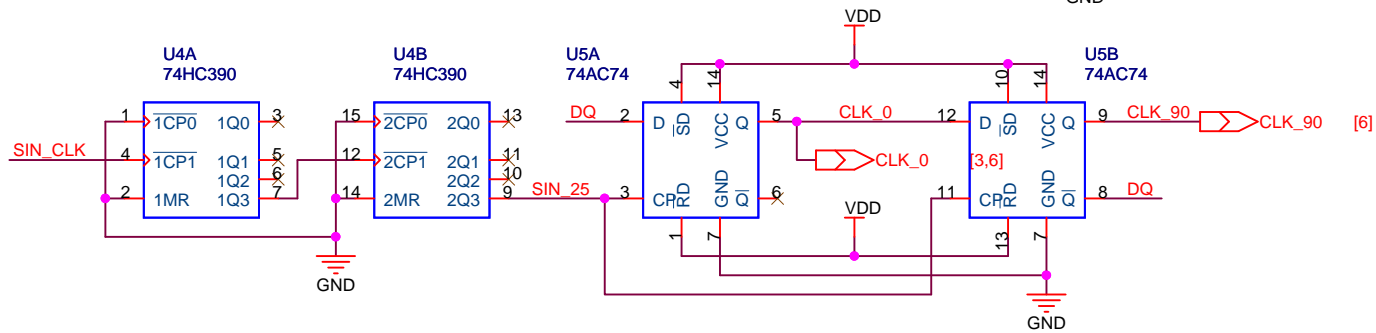 GND
VDD
U4A
74HC390
U4B
74HC390
U5A
74AC74
U5B
74AC74
4
14
10
14
1
1CP0
1Q0
3
15
2CP0
2Q0
13
DQ
2
D
SD
VCC
Q
5
CLK_0
12
D
SD
VCC
Q
9
CLK_90
CLK_90
[6]
SIN_CLK
4
1CP1
1Q1
5
12
2CP1
2Q1
11
CLK_0
[3,6]
1Q2
6
2Q2
10
2
1MR
1Q3
7
14
2MR
2Q3
9
SIN_25
3
CP
RD
GND
Q
6
11
CP
RD
GND
Q
8
DQ
VDD
1
7
13
7
GND
GND